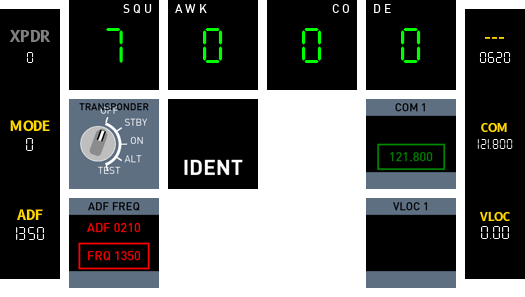 SQU AWK CO DE
XPDR
0
7 0 0 0
---
0620
TRANSPONDER
OFF
STBY
ON
ALT
TEST
IDENT
COM 1
121.800
MODE
0
COM
121.800
ADF
1350
ADF FREQ
ADF 0210
FRQ 1350
VLOC 1
VLOC
0.00